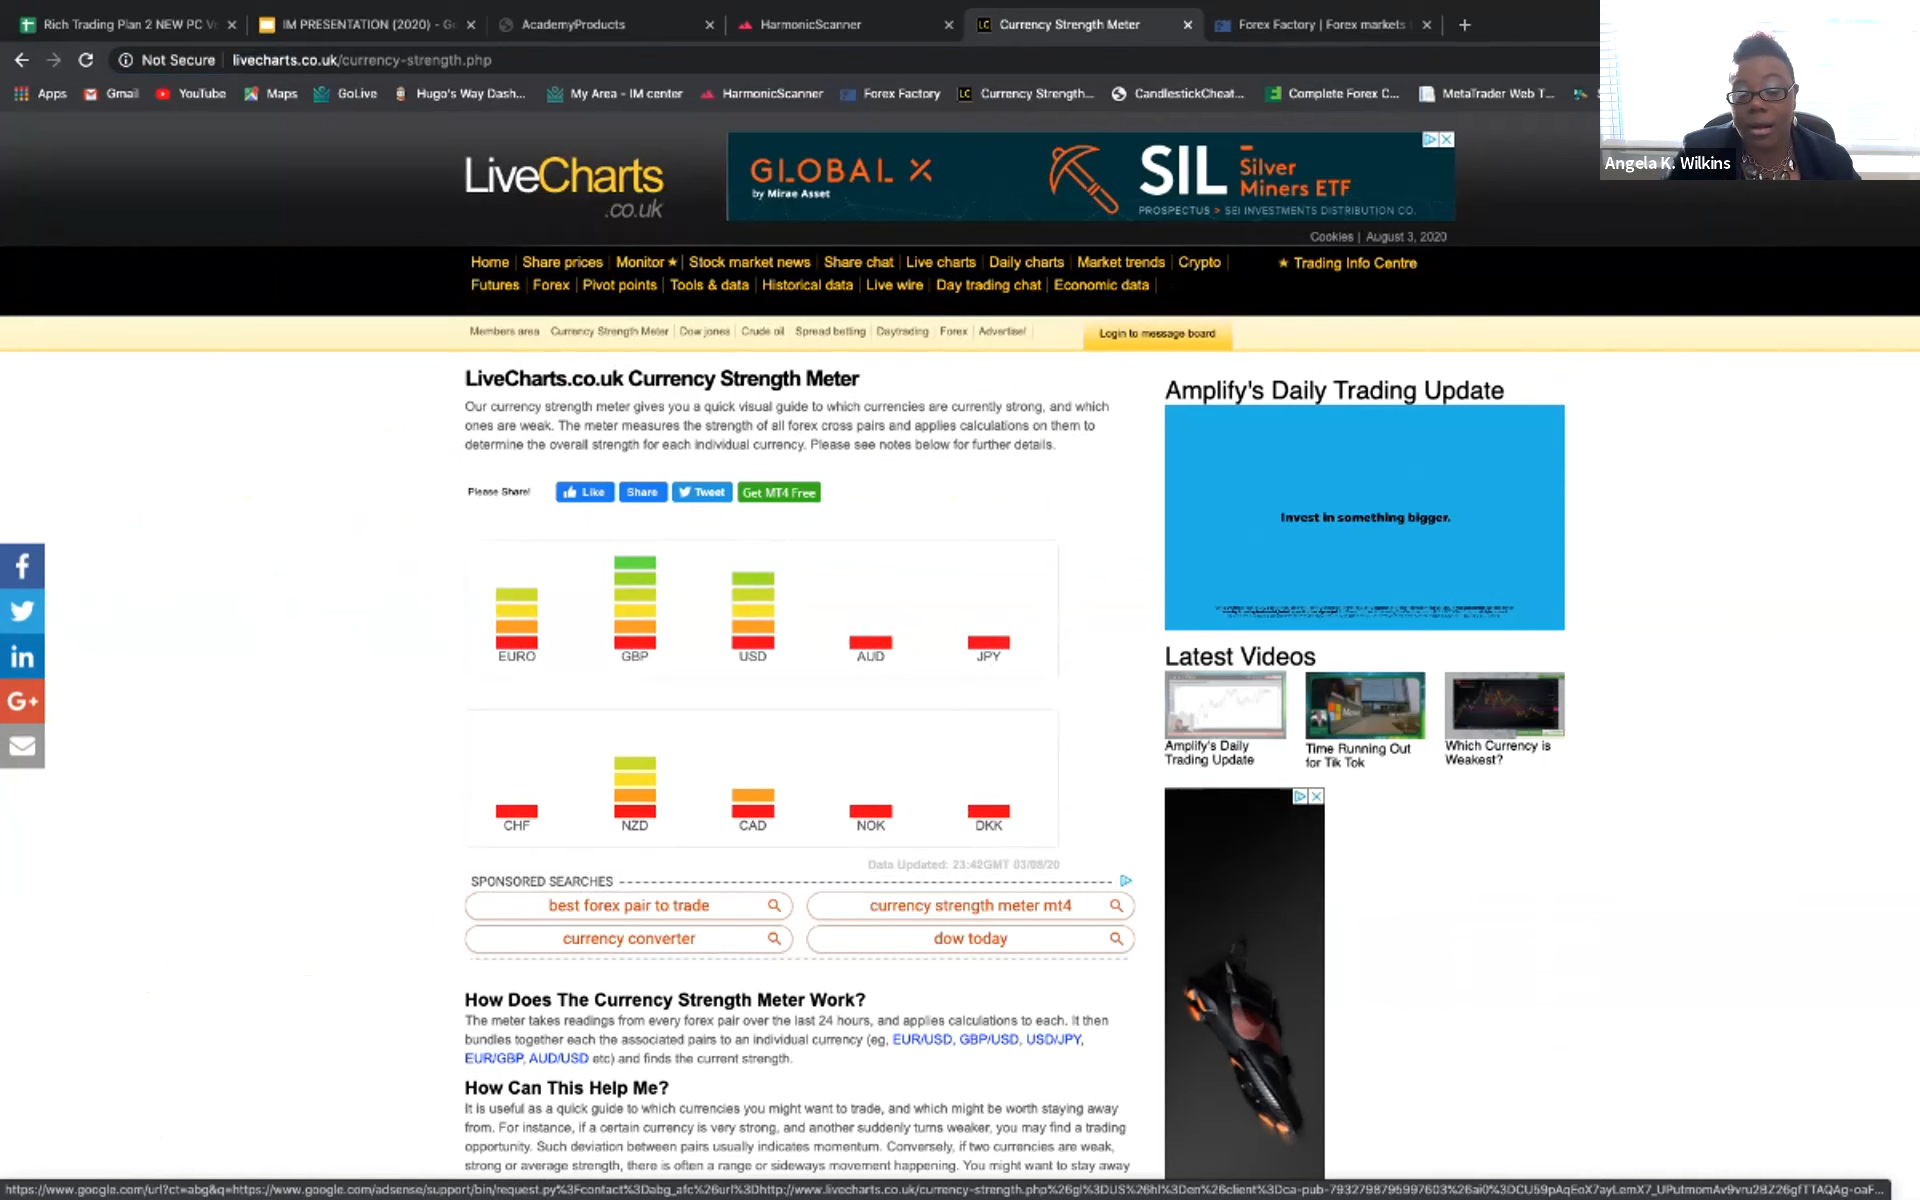 Rich Trading Plan 2 NEW PC V
IM PRESENTATION (2020) - G
AcademyProducts
HarmonicScanner
Currency Strength Meter
Forex Factory | Forex markets
Not Secure
livecharts.co.uk/currency-strength.php
Apps
Gmail
YouTube
Maps
GoLive
Hugo's Way Dash...
My Area - IM center
HarmonicScanner
Forex Factory
Currency Strength...
CandlestickCheat...
Complete Forex C...
MetaTrader Web T...
Angela K. Wilkins
LiveCharts
.co.uk
GLOBAL X
by Mirae Asset
SIL
Silver
Miners ETF
PROSPECTUS > SEI INVESTMENTS DISTRIBUTION CO.
Cookies | August 3, 2020
Home | Share prices | Monitor ★ | Stock market news | Share chat | Live charts | Daily charts | Market trends | Crypto |
★ Trading Info Centre
Futures | Forex | Pivot points | Tools & data | Historical data | Live wire | Day trading chat | Economic data |
Members area | Currency Strength Meter | Dow jones | Crude oil | Spread betting | Daytrading | Forex | Advertise! |
Login to message board
LiveCharts.co.uk Currency Strength Meter
Our currency strength meter gives you a quick visual guide to which currencies are currently strong, and which
ones are weak. The meter measures the strength of all forex cross pairs and applies calculations on them to
determine the overall strength for each individual currency. Please see notes below for further details.
Please Share!
Like
Share
Tweet
Get MT4 Free
EURO
GBP
USD
AUD
JPY
CHF
NZD
CAD
NOK
DKK
Data Updated: 23:42GMT 03/08/20
SPONSORED SEARCHES
best forex pair to trade
currency strength meter mt4
currency converter
dow today
How Does The Currency Strength Meter Work?
The meter takes readings from every forex pair over the last 24 hours, and applies calculations to each. It then
bundles together each the associated pairs to an individual currency (eg, EUR/USD, GBP/USD, USD/JPY,
EUR/GBP, AUD/USD etc) and finds the current strength.
How Can This Help Me?
It is useful as a quick guide to which currencies you might want to trade, and which might be worth staying away
from. For instance, if a certain currency is very strong, and another suddenly turns weaker, you may find a trading
opportunity. Such deviation between pairs usually indicates momentum. Conversely, if two currencies are weak,
strong or average strength, there is often a range or sideways movement happening. You might want to stay away
Amplify's Daily Trading Update
Invest in something bigger.
Latest Videos
Amplify's Daily
Trading Update
Time Running Out
for Tik Tok
Which Currency is
Weakest?